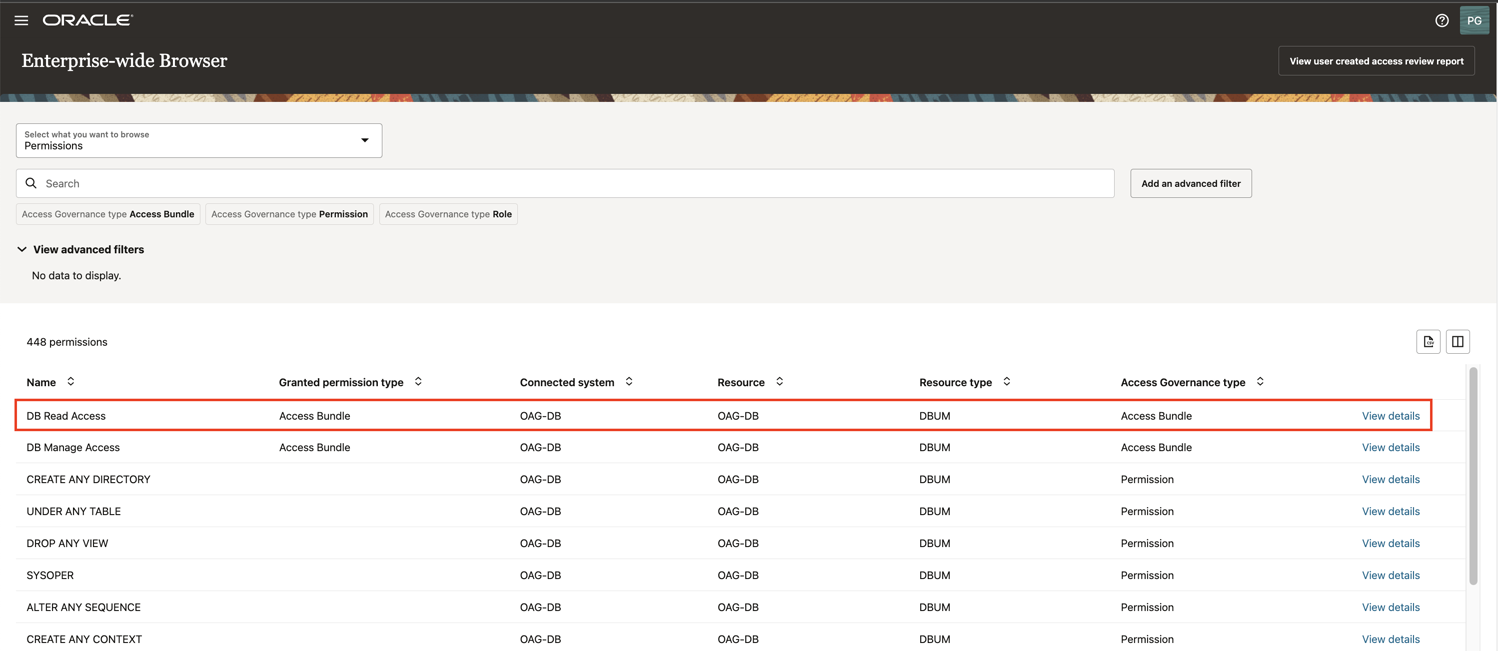 ORACLE
PG
Enterprise-wide Browser
View user created access review report
Select what you want to browse
Permissions
Search
Add an advanced filter
Access Governance type Access Bundle Access Governance type Permission Access Governance type Role
View advanced filters
No data to display.
448 permissions
Name Granted permission type Connected system Resource Resource type Access Governance type
DB Read Access Access Bundle OAG-DB OAG-DB DBUM Access Bundle View details
DB Manage Access Access Bundle OAG-DB OAG-DB DBUM Access Bundle View details
CREATE ANY DIRECTORY OAG-DB OAG-DB DBUM Permission View details
UNDER ANY TABLE OAG-DB OAG-DB DBUM Permission View details
DROP ANY VIEW OAG-DB OAG-DB DBUM Permission View details
SYSOPER OAG-DB OAG-DB DBUM Permission View details
ALTER ANY SEQUENCE OAG-DB OAG-DB DBUM Permission View details
CREATE ANY CONTEXT OAG-DB OAG-DB DBUM Permission View details